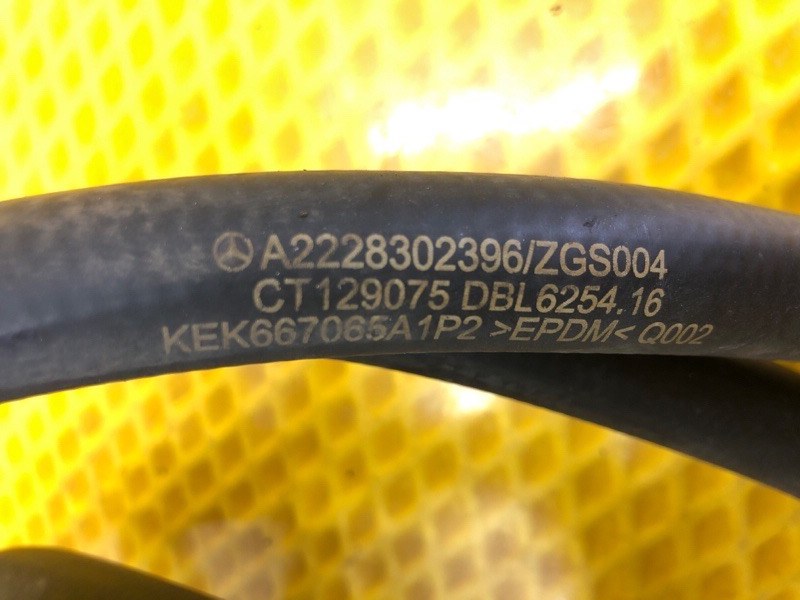 A2228302396/ZGS004
CT129075 DBL6254.16
KEK667065A1P2 >EPDM< Q002